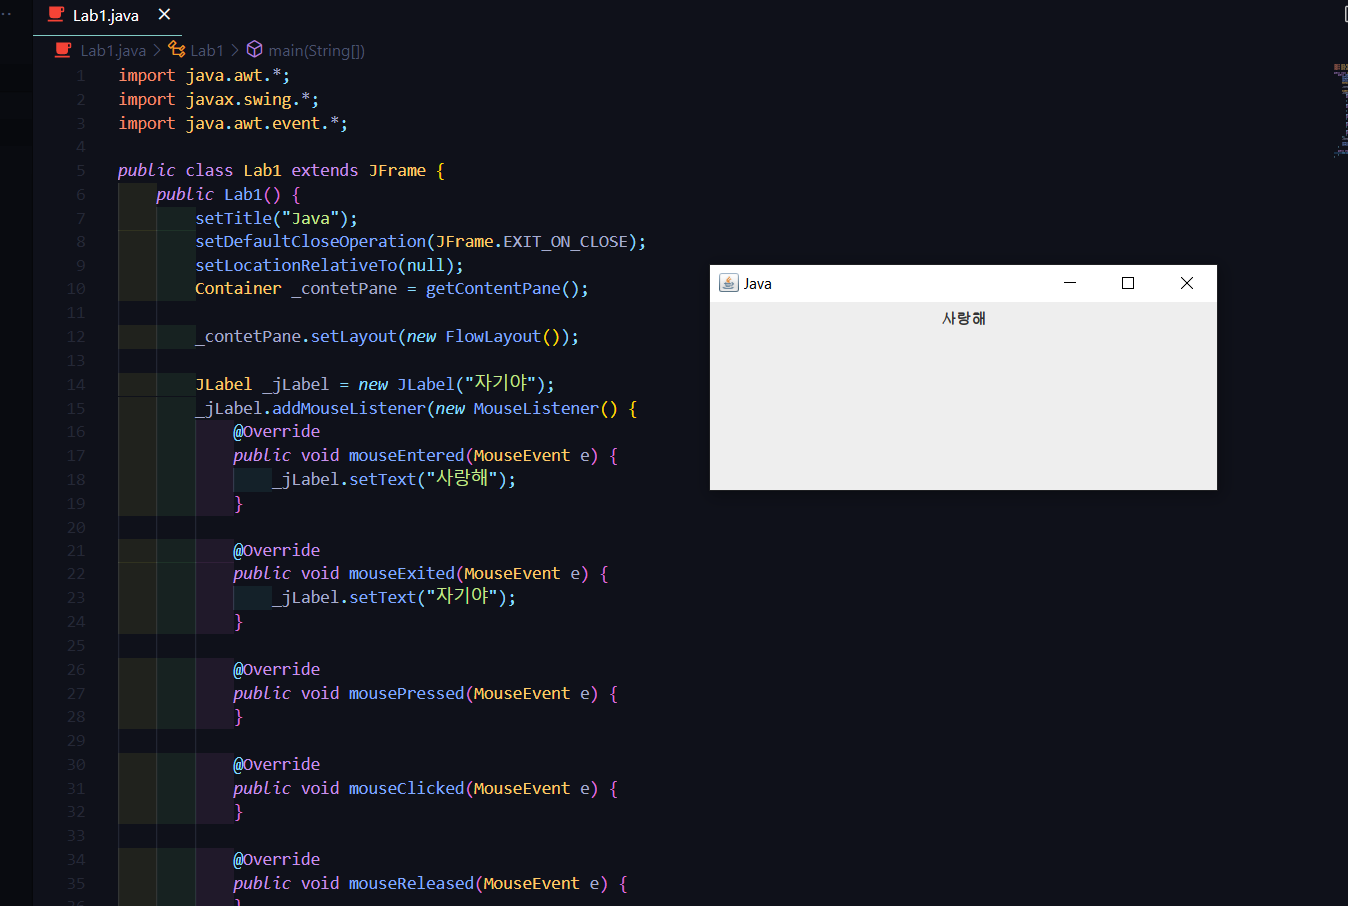 Lab1.java
Lab1.java > Lab1 > main(String[])
1 import java.awt.*;
2 import javax.swing.*;
3 import java.awt.event.*;
4
5 public class Lab1 extends JFrame {
6 public Lab1() {
7 setTitle("Java");
8 setDefaultCloseOperation(JFrame.EXIT_ON_CLOSE);
9 setLocationRelativeTo(null);
10 Container _contetPane = getContentPane();
11
12 _contetPane.setLayout(new FlowLayout());
13
14 JLabel _jLabel = new JLabel("자기야");
15 _jLabel.addMouseListener(new MouseListener() {
16 @Override
17 public void mouseEntered(MouseEvent e) {
18 _jLabel.setText("사랑해");
19 }
20
21 @Override
22 public void mouseExited(MouseEvent e) {
23 _jLabel.setText("자기야");
24 }
25
26 @Override
27 public void mousePressed(MouseEvent e) {
28 }
29
30 @Override
31 public void mouseClicked(MouseEvent e) {
32 }
33
34 @Override
35 public void mouseReleased(MouseEvent e) {
Java
사랑해